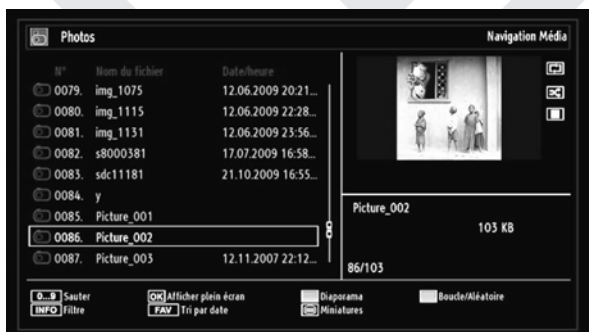 Photos
Navigation Média
N° Nom du fichier Date/heure
0079. img_1075 12.06.2009 20:21...
0080. img_1115 12.06.2009 22:28...
0081. img_1131 12.06.2009 23:56...
0082. s8000381 17.07.2009 16:58...
0083. sdc11181 21.10.2009 16:55...
0084. y
0085. Picture_001
0086. Picture_002
0087. Picture_003 12.11.2007 22:12...
Picture_002
103 KB
86/103
0...9 Sauter
OK Afficher plein écran
Diaporama
Boucle/Aléatoire
INFO Filtre
FAV Tri par date
Miniatures